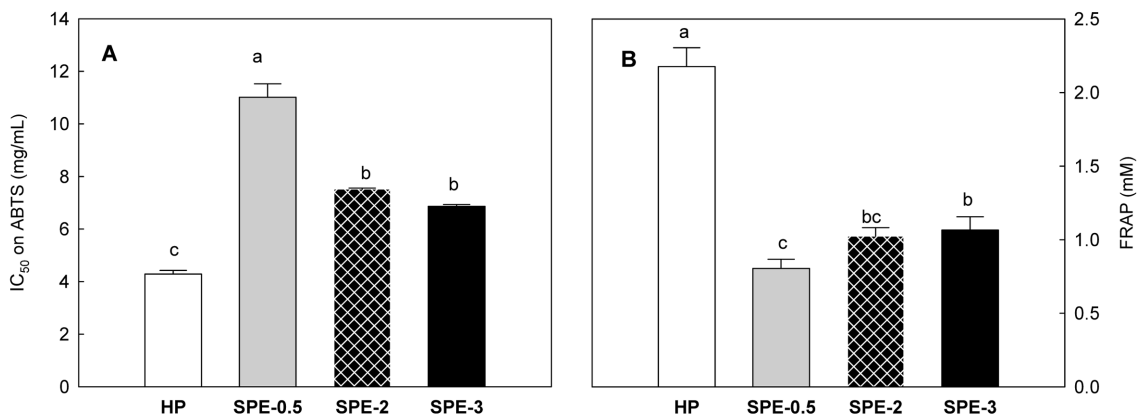 14
12
10
8
6
4
2
0
IC50 on ABTS (mg/mL)
A
c
a
b
b
HP
SPE-0.5
SPE-2
SPE-3
B
a
c
bc
b
HP
SPE-0.5
SPE-2
SPE-3
2.5
2.0
1.5
1.0
0.5
0.0
FRAP (mM)